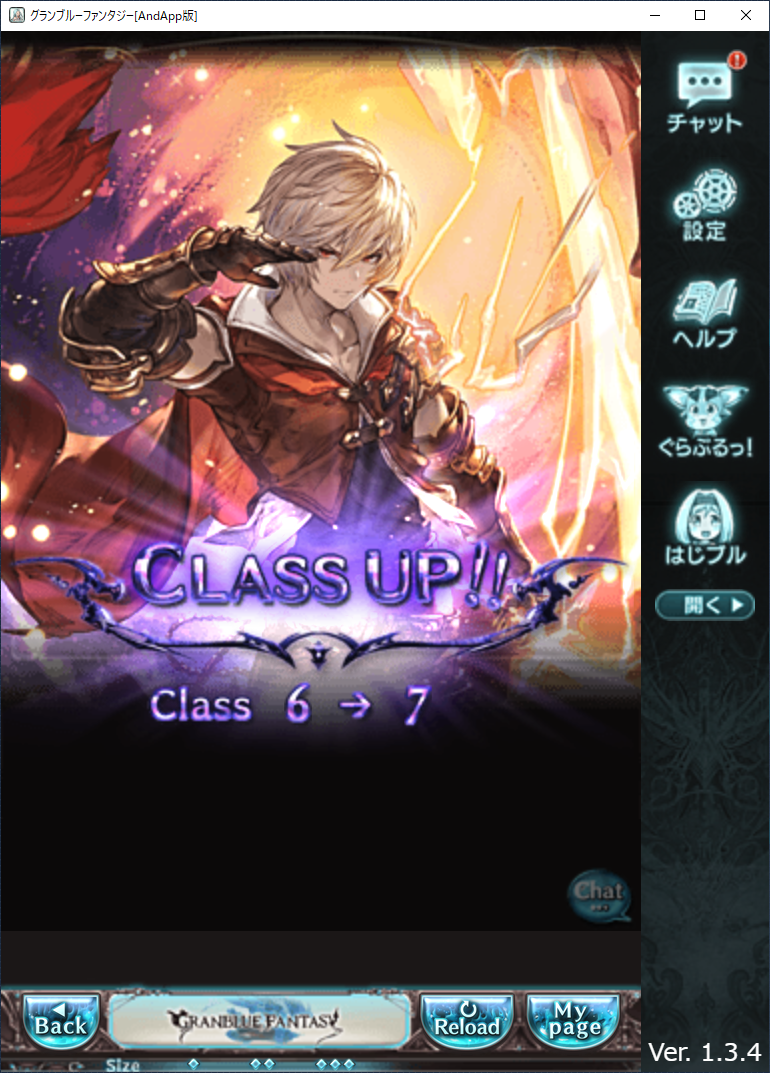 グランブルーファンタジー[AndApp版]
チャット
設定
ヘルプ
ぐらぶるっ!
はじブル
開く
CLASS UP!!
Class 6 → 7
Chat
Back
GRANBLUE FANTASY
Reload
My page
Size
Ver. 1.3.4